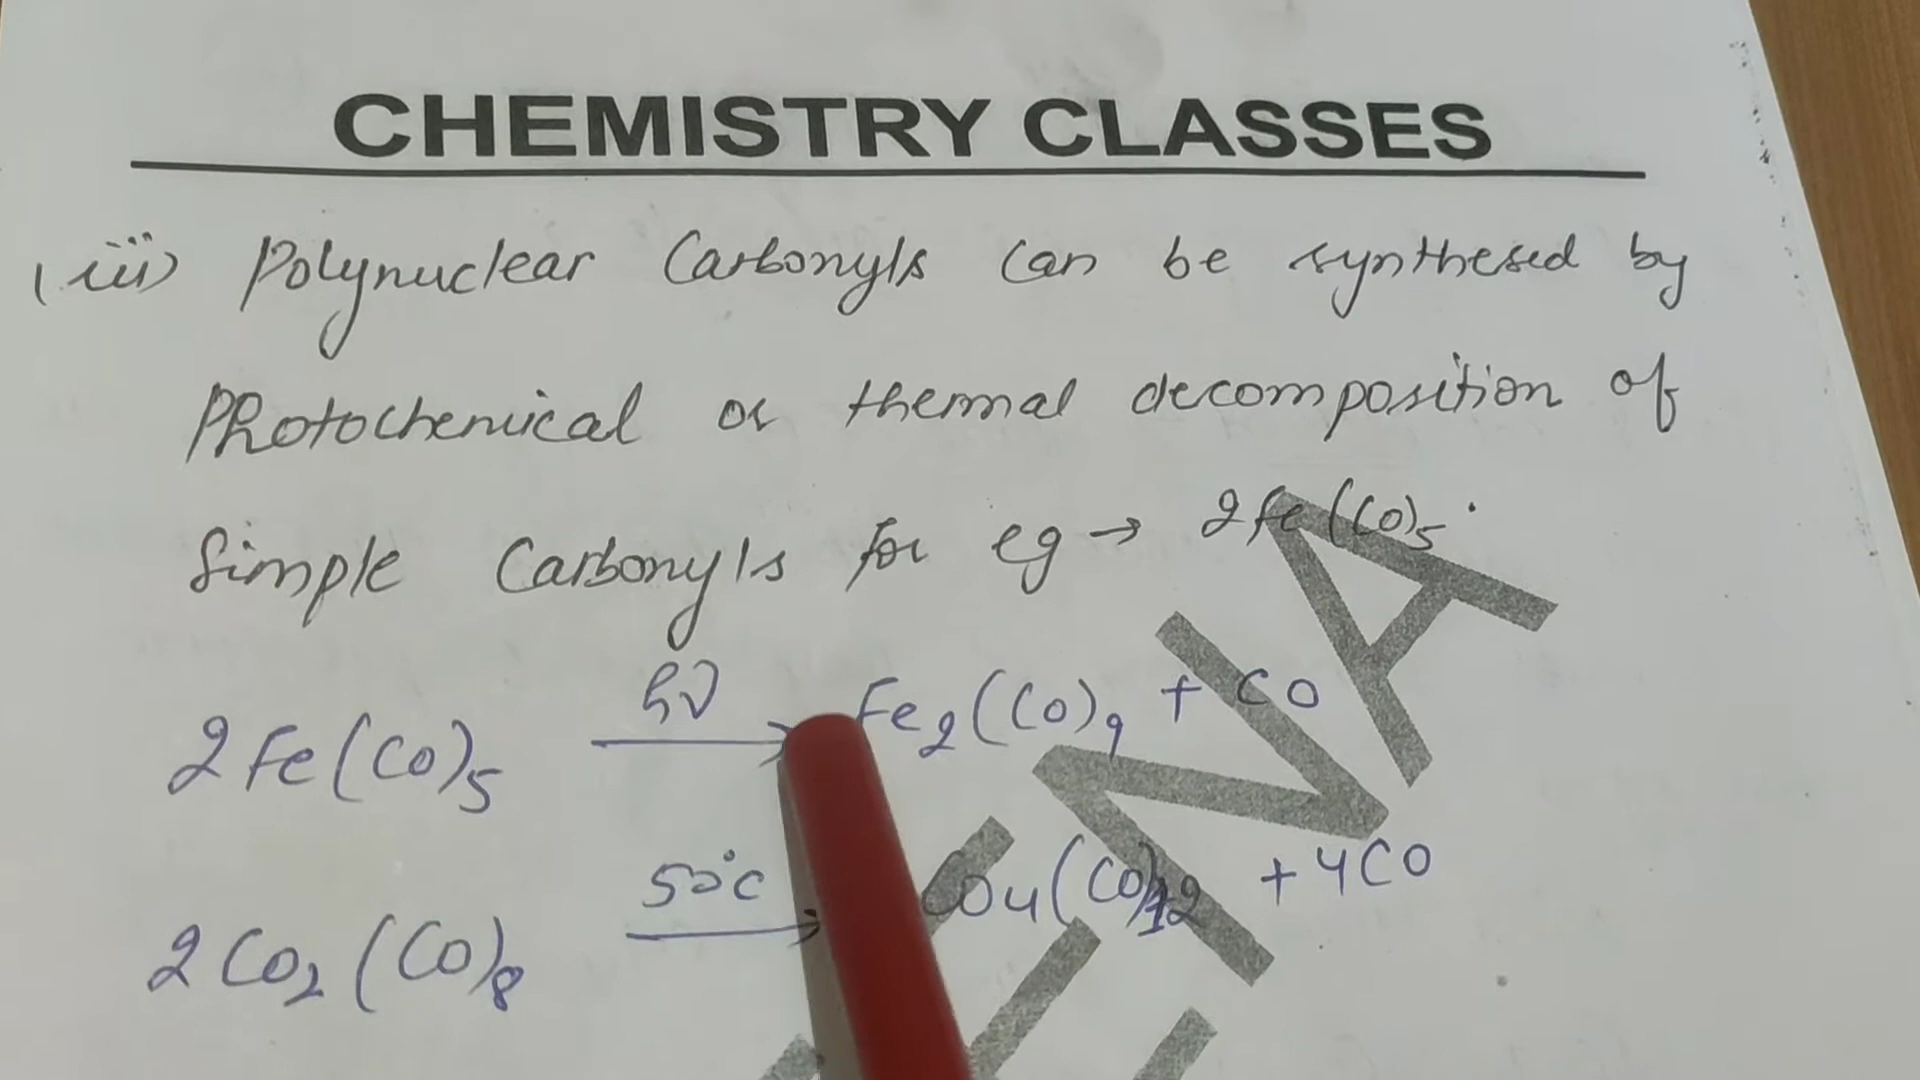 CHEMISTRY CLASSES
(iii) Polynuclear Carbonyls can be synthesed by
Photochemical or thermal decomposition of
Simple Carbonyls for eg → 2Fe(CO)5.
2Fe(CO)5 hν → Fe2(CO)9 + CO
2CO2(CO)8 50°C → CO4(CO)12 + 4CO
ENA